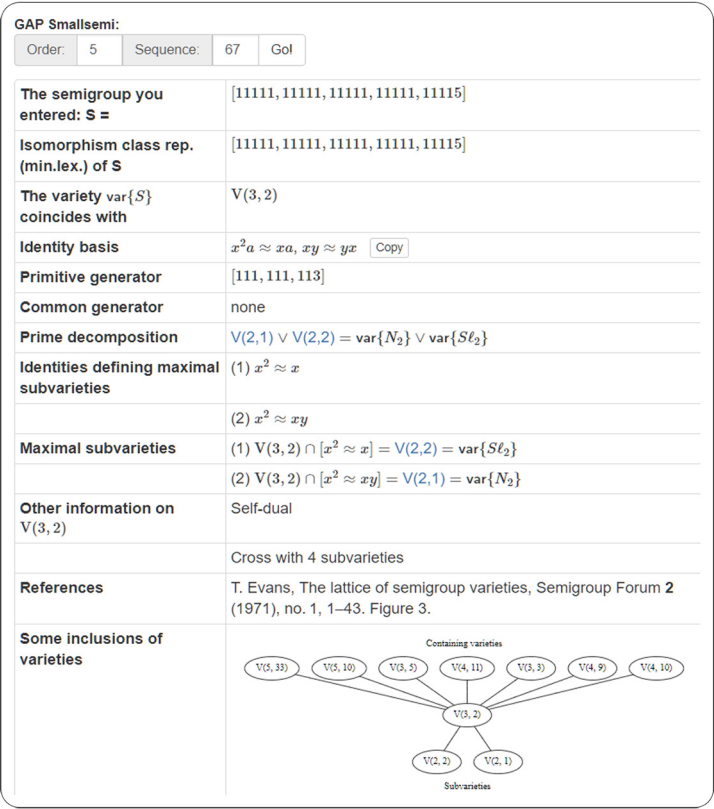 GAP Smallsemi:
Order: 5 Sequence: 67 Go!
The semigroup you [11111, 11111, 11111, 11111, 11115]
entered: S =
Isomorphism class rep. [11111, 11111, 11111, 11111, 11115]
(min.lex.) of S
The variety var{S} V(3, 2)
coincides with
Identity basis x²a ≈ xa, xy ≈ yx Copy
Primitive generator [111, 111, 113]
Common generator none
Prime decomposition V(2,1) ∨ V(2,2) = var{N₂} ∨ var{Sℓ₂}
Identities defining maximal (1) x² ≈ x
subvarieties
(2) x² ≈ xy
Maximal subvarieties (1) V(3, 2) ∩ [x² ≈ x] = V(2,2) = var{Sℓ₂}
(2) V(3, 2) ∩ [x² ≈ xy] = V(2,1) = var{N₂}
Other information on Self-dual
V(3, 2)
Cross with 4 subvarieties
References T. Evans, The lattice of semigroup varieties, Semigroup Forum 2
(1971), no. 1, 1–43. Figure 3.
Some inclusions of
varieties
Containing varieties
V(5, 33) V(5, 10) V(3, 5) V(4, 11) V(3, 3) V(4, 9) V(4, 10)
V(3, 2)
V(2, 2) V(2, 1)
Subvarieties